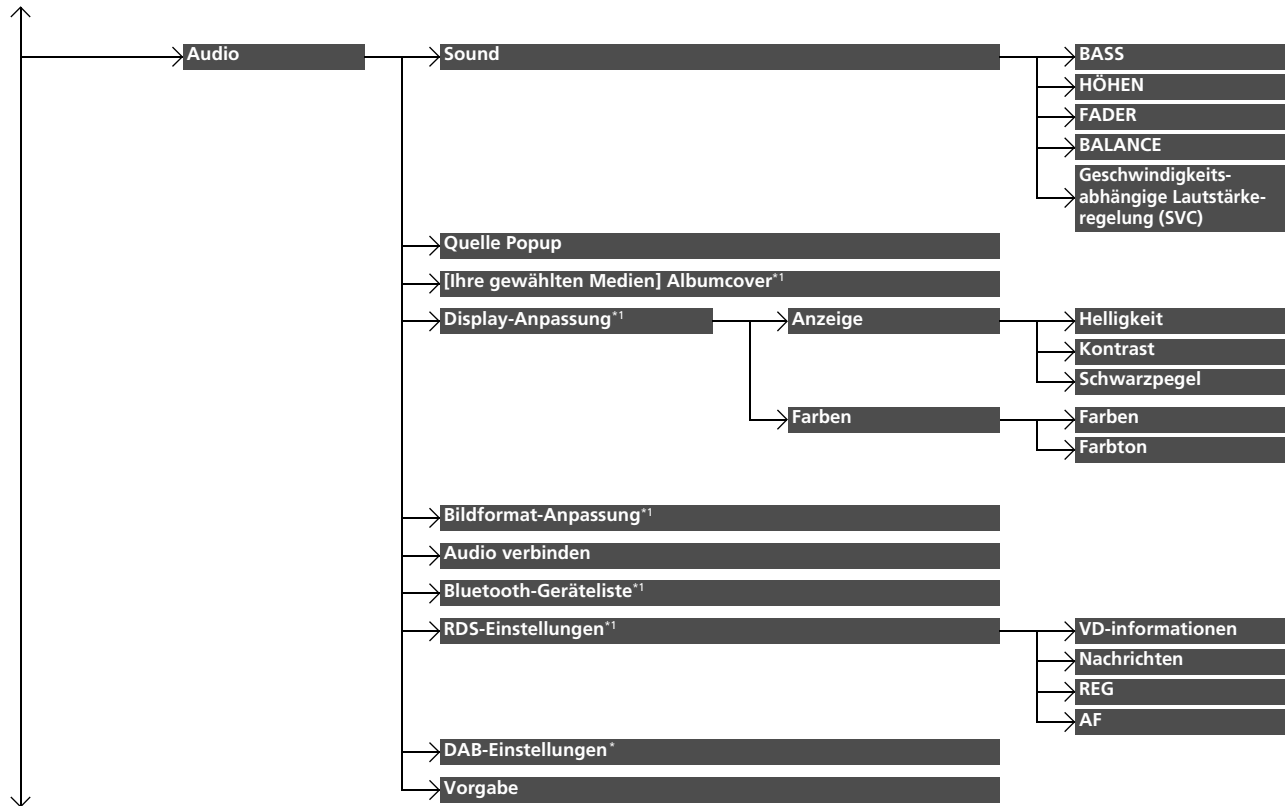 Audio
Sound
BASS
HÖHEN
FADER
BALANCE
Geschwindigkeits-
abhängige Lautstärke-
regelung (SVC)
Quelle Popup
[Ihre gewählten Medien] Albumcover*1
Display-Anpassung*1
Anzeige
Helligkeit
Kontrast
Schwarzpegel
Farben
Farben
Farbton
Bildformat-Anpassung*1
Audio verbinden
Bluetooth-Geräteliste*1
RDS-Einstellungen*1
VD-informationen
Nachrichten
REG
AF
DAB-Einstellungen*
Vorgabe